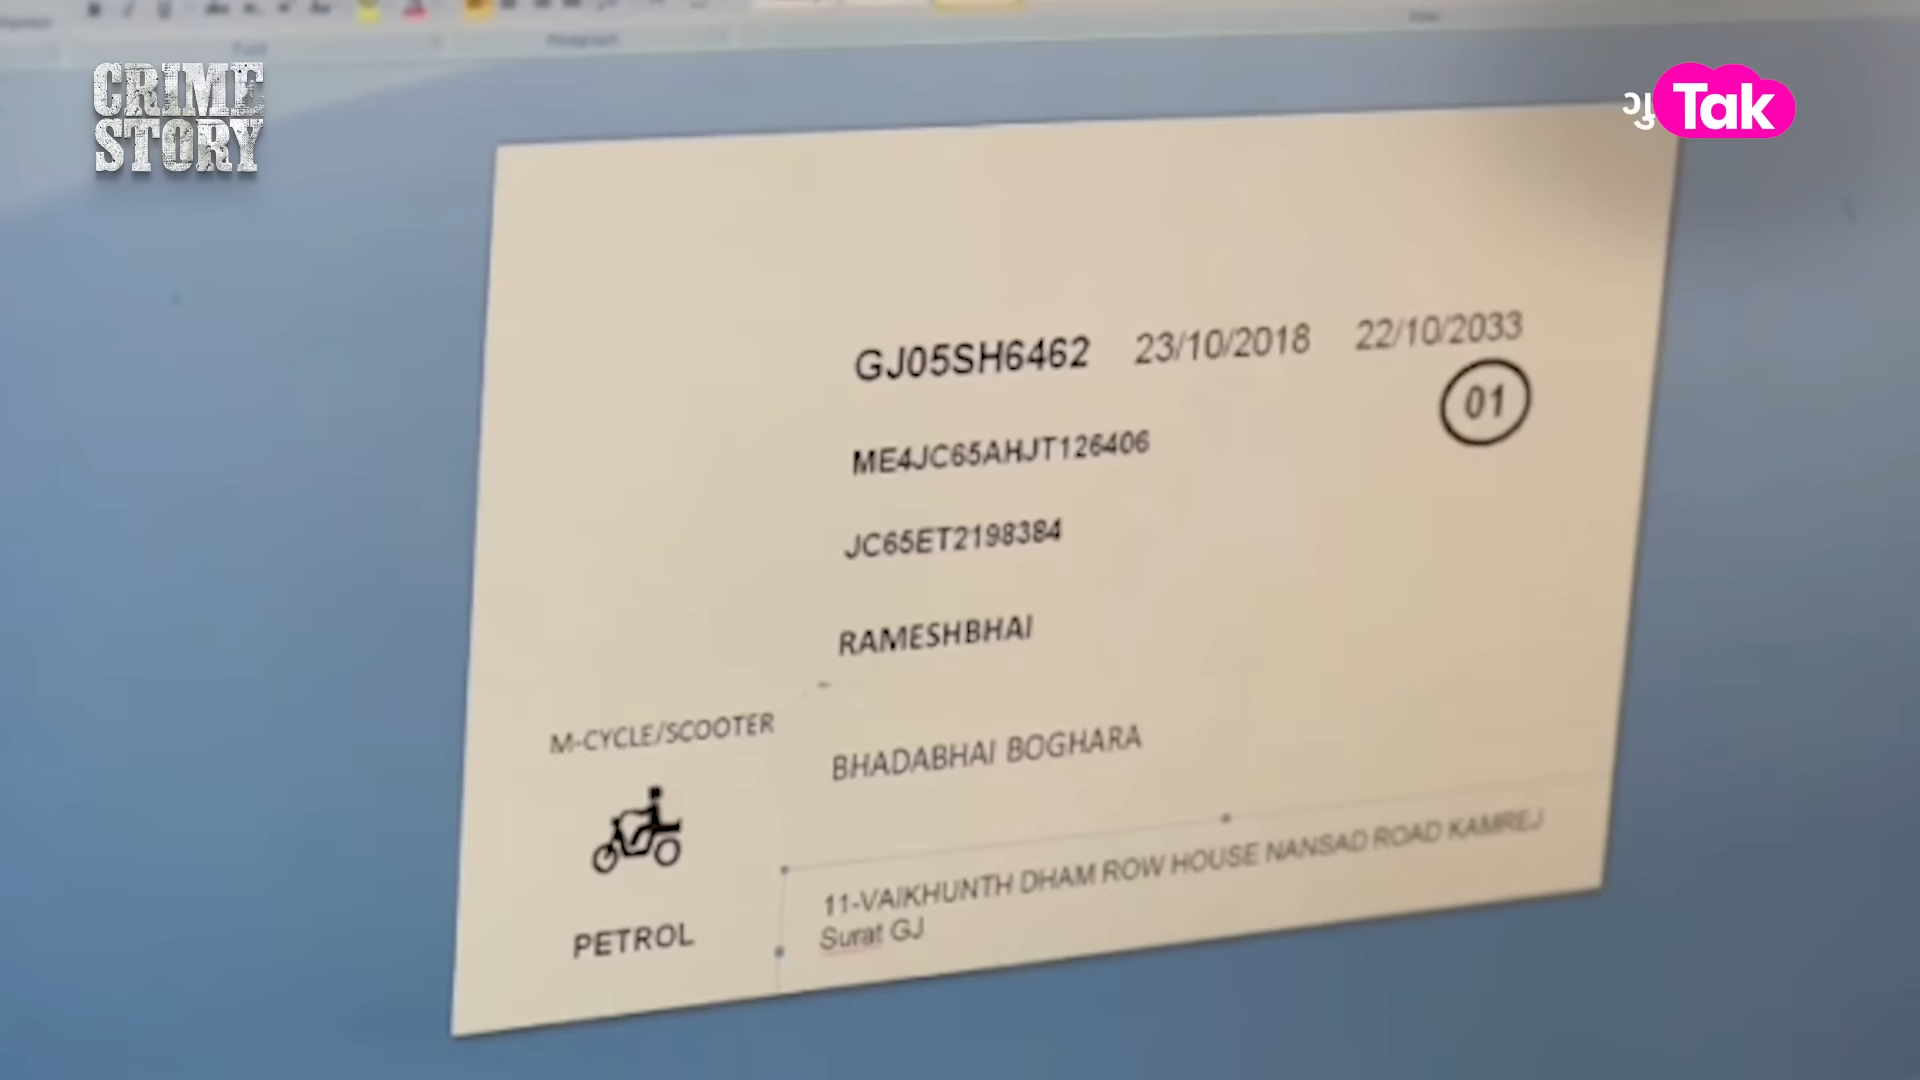 CRIME
STORY
ગુ Tak
GJ05SH6462 23/10/2018 22/10/2033
01
ME4JC65AHJT126406
JC65ET2198384
RAMESHBHAI
M-CYCLE/SCOOTER
BHADABHAI BOGHARA
11-VAIKHUNTH DHAM ROW HOUSE NANSAD ROAD KAMREJ
Surat GJ
PETROL